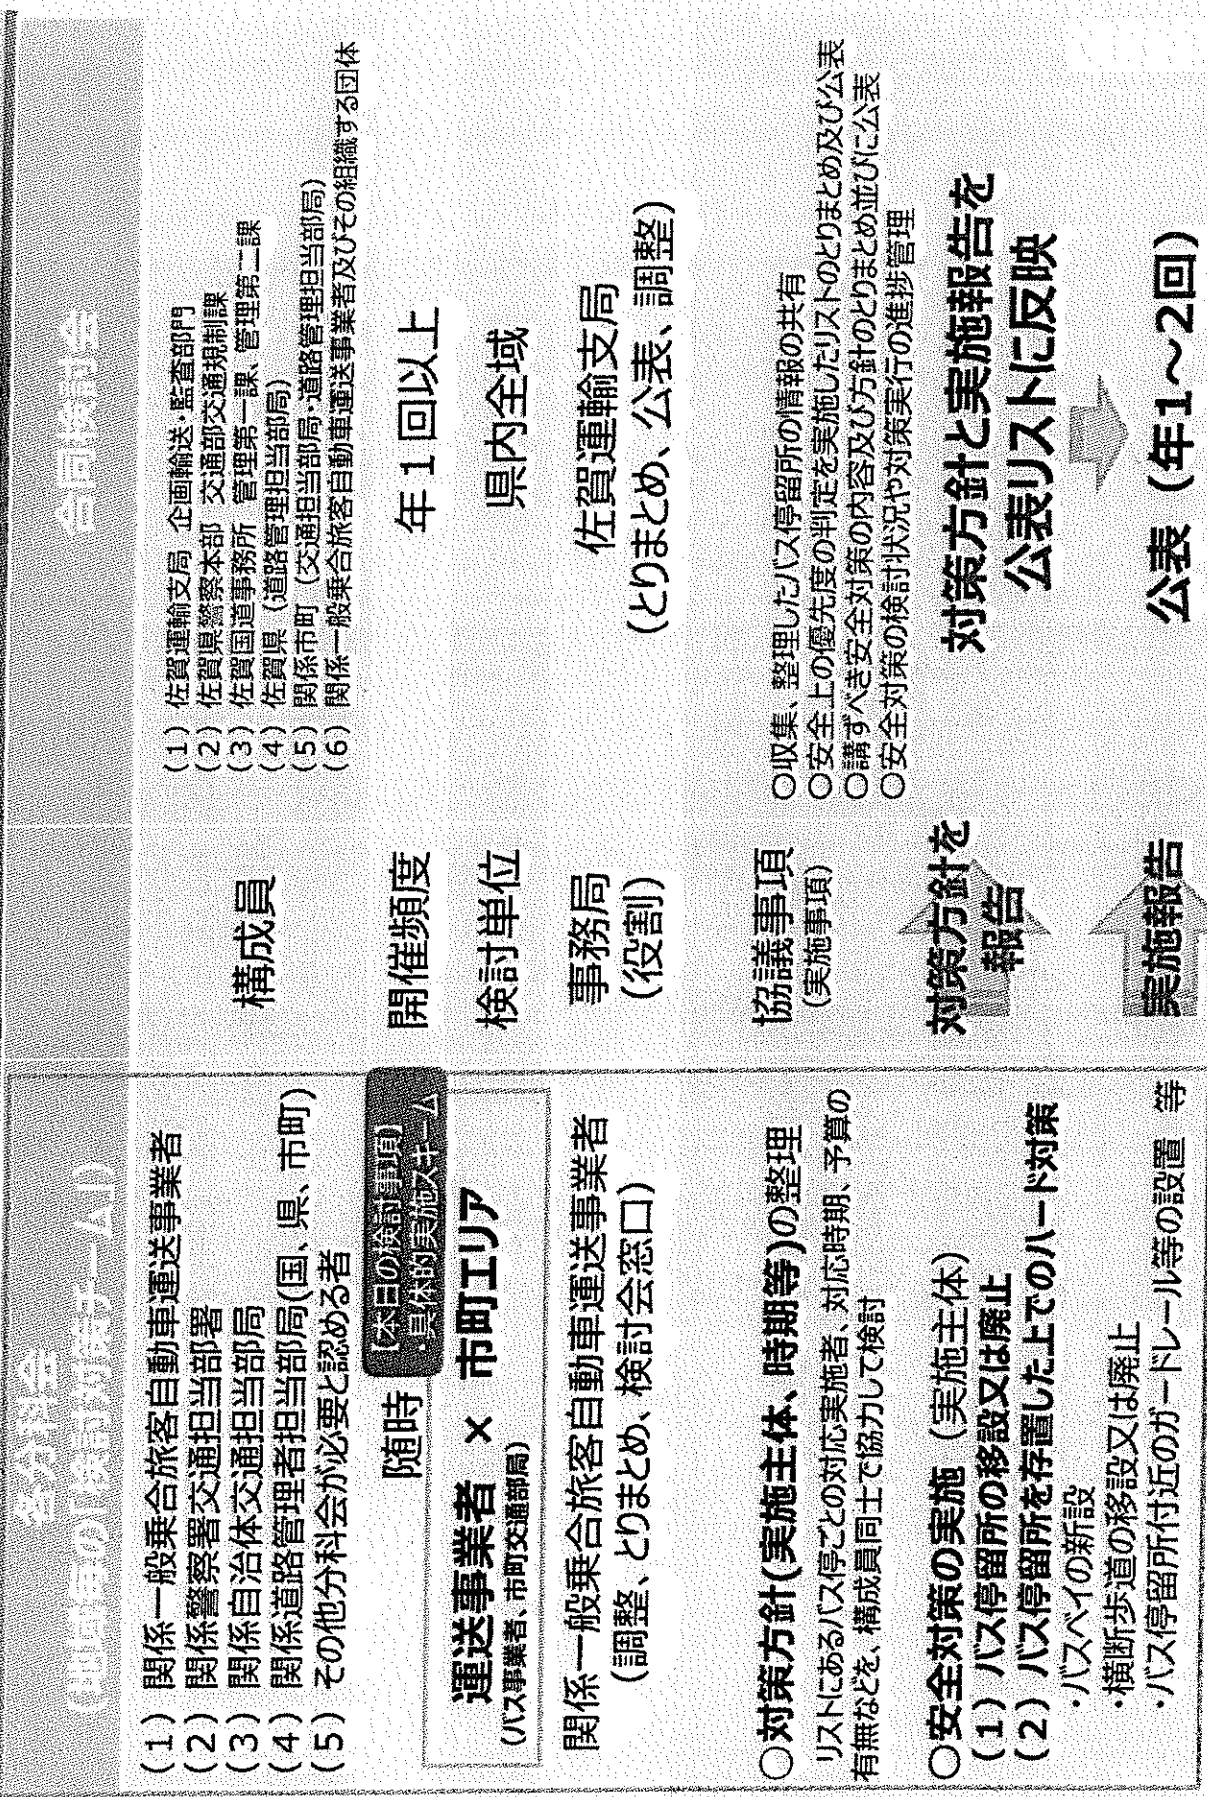 各分科会
(仮称:■の「検討対策チーム」)
合同検討会
(1) 関係一般乗合旅客自動車運送事業者
(2) 関係警察署交通担当部署
(3) 関係自治体交通担当部局
(4) 関係道路管理者担当部局(国、県、市町)
(5) その他分科会が必要と認める者
構成員
(1) 佐賀運輸支局 企画輸送・監査部門
(2) 佐賀県警察本部 交通部交通規制課
(3) 佐賀国道事務所 管理第一課、管理第二課
(4) 佐賀県 (道路管理担当部局)
(5) 関係市町 (交通担当部局・道路管理担当部局)
(6) 関係一般乗合旅客自動車運送事業者及びその組織する団体
随時
【本日の検討事項】
・具体的実施スキーム
開催頻度
年1回以上
運送事業者 × 市町エリア
(バス事業者、市町交通部局)
検討単位
県内全域
関係一般乗合旅客自動車運送事業者
(調整、とりまとめ、検討会窓口)
事務局
(役割)
佐賀運輸支局
(とりまとめ、公表、調整)
○対策方針(実施主体、時期等)の整理
リストにあるバス停ごとの対応実施者、対応時期、予算の
有無などを、構成員同士で協力して検討
○安全対策の実施 (実施主体)
(1) バス停留所の移設又は廃止
(2) バス停留所を存置した上でのハード対策
・バスベイの新設
・横断歩道の移設又は廃止
・バス停留所付近のガードレール等の設置 等
協議事項
(実施事項)
対策方針を
報告
実施報告
○収集、整理したバス停留所の情報の共有
○安全上の優先度の判定を実施したリストのとりまとめ及び公表
○講ずべき安全対策の内容及び方針のとりまとめ並びに公表
○安全対策の検討状況や対策実行の進捗管理
対策方針と実施報告を
公表リストに反映
公表 (年1~2回)